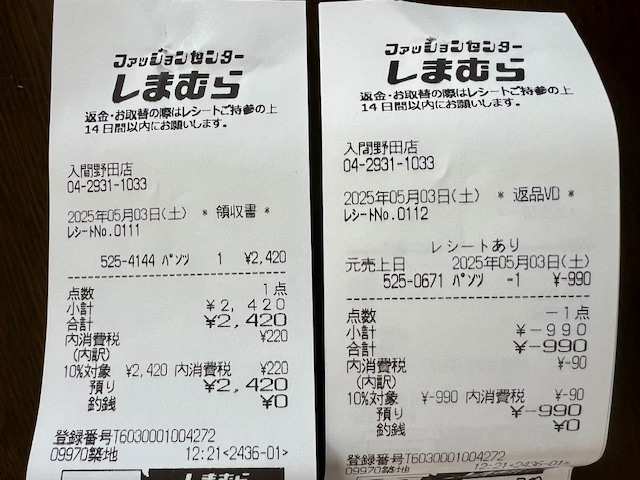 ファッションセンター
しまむら
返金・お取替の際はレシートご持参の上
14日間以内にお願いします。
入間野田店
04-2931-1033
2025年05月03日(土) * 領収書 *
レシートNo.0111
525-4144 パンツ 1 ¥2,420
点数 1点
小計 ¥2,420
合計 ¥2,420
内消費税 ¥220
(内訳)
10%対象 ¥2,420 内消費税 ¥220
預り ¥2,420
釣銭 ¥0
登録番号T6030001004272
09970築地 12:21<2436-01>
しまむら
ファッションセンター
しまむら
返金・お取替の際はレシートご持参の上
14日間以内にお願いします。
入間野田店
04-2931-1033
2025年05月03日(土) * 返品VD *
レシートNo.0112
レシートあり
元売上日 2025年05月03日(土)
525-0671 パンツ -1 ¥-990
点数 -1点
小計 ¥-990
合計 ¥-990
内消費税 ¥-90
(内訳)
10%対象 ¥-990 内消費税 ¥-90
預り ¥-990
釣銭 ¥0
登録番号T6030001004272
09970築地 12:21<2436-01>